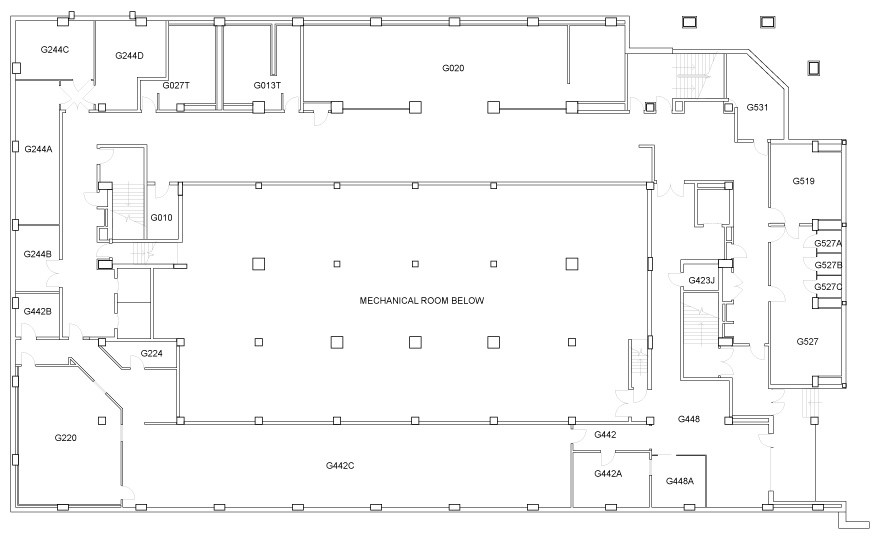 G244C
G244D
G027T
G013T
G020
G531
G244A
G519
G010
G244B
G527A
G527B
G527C
G423J
MECHANICAL ROOM BELOW
G442B
G224
G527
G448
G220
G442
G442C
G442A
G448A